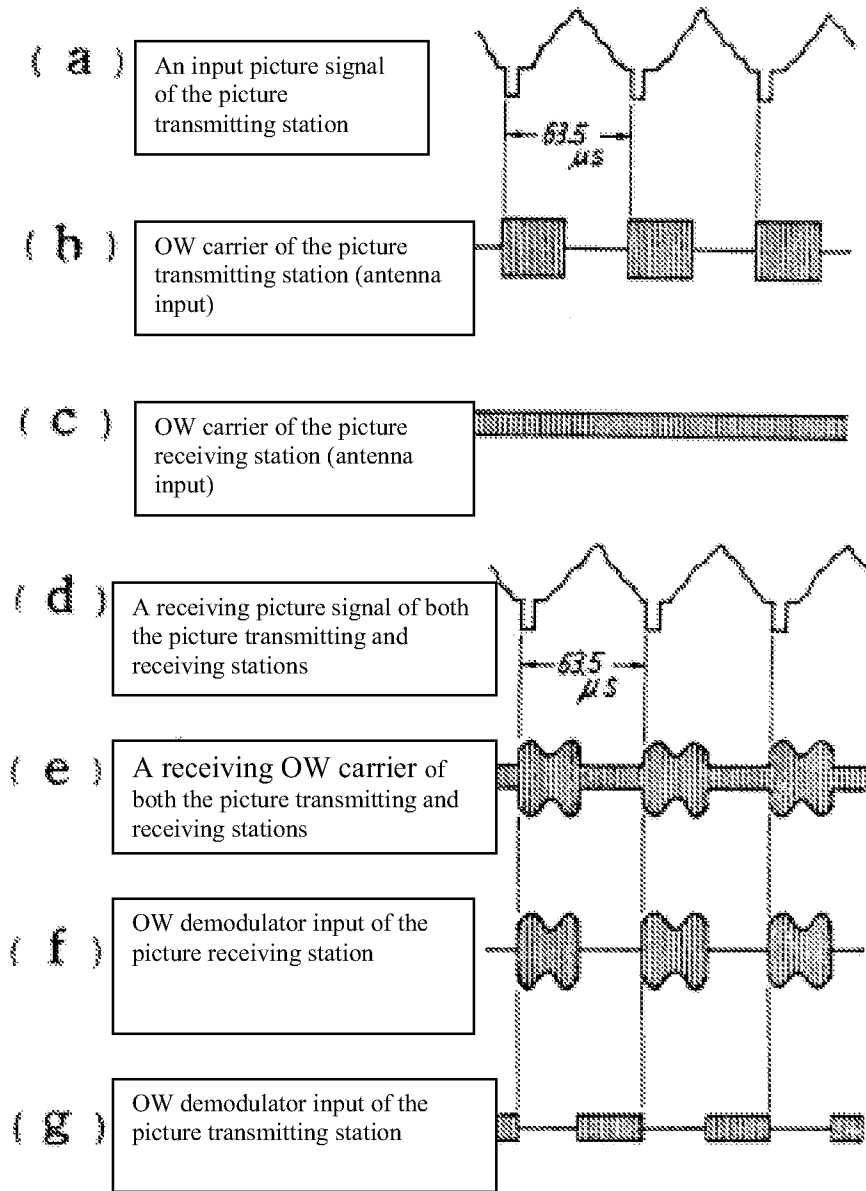 ( a )
An input picture signal
of the picture
transmitting station
63.5
μs
( b )
OW carrier of the picture
transmitting station (antenna
input)
( c )
OW carrier of the picture
receiving station (antenna
input)
( d )
A receiving picture signal of both
the picture transmitting and
receiving stations
63.5
μs
( e )
A receiving OW carrier of
both the picture transmitting and
receiving stations
( f )
OW demodulator input of the
picture receiving station
( g )
OW demodulator input of the
picture transmitting station